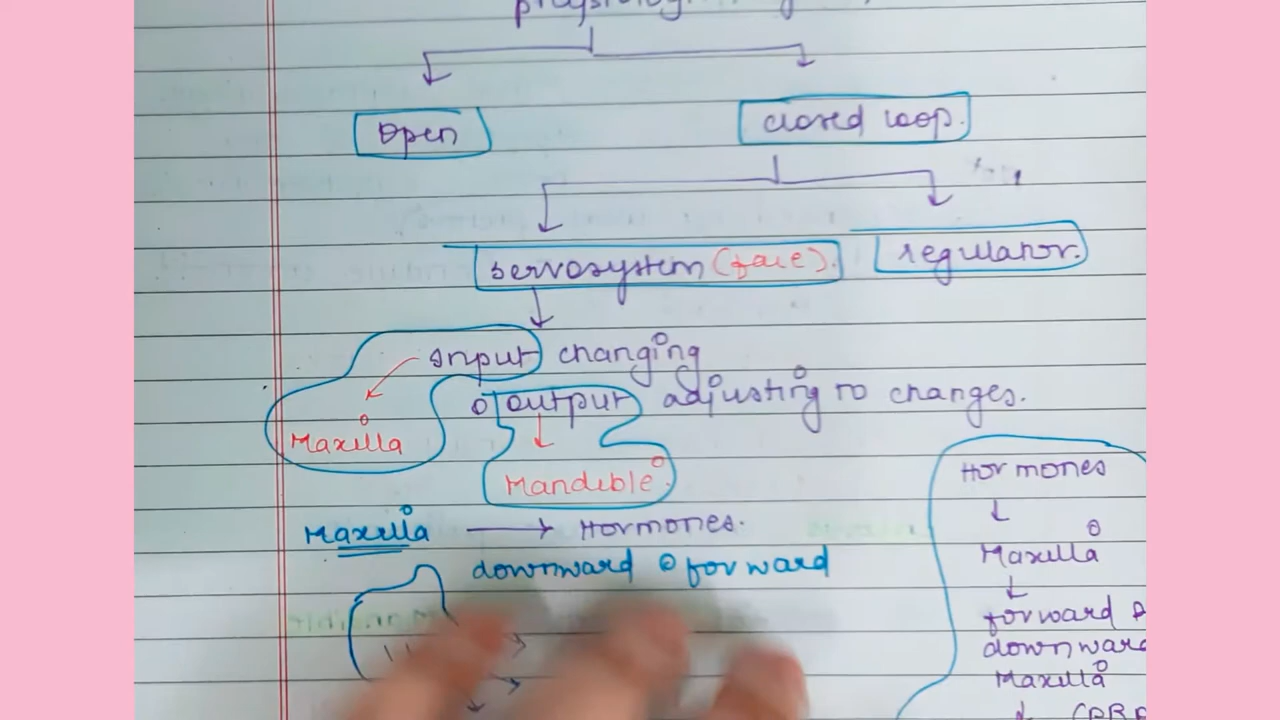 Open
closed loop.
servosystem (face).
regulator.
Input changing
output adjusting to changes.
Maxilla
Mandible
Maxilla → Hormones.
downward forward
Hormones
↓
Maxilla
↓
forward
downward
Maxilla
↓